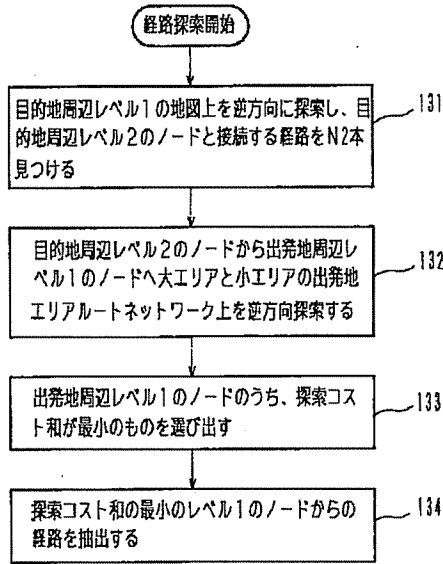 経路探索開始
目的地周辺レベル1の地図上を逆方向に探索し、目
的地周辺レベル2のノードと接続する経路をN2本
見つける
131
目的地周辺レベル2のノードから出発地周辺レ
ベル1のノードへ大エリアと小エリアの出発地
エリアルートネットワーク上を逆方向探索する
132
出発地周辺レベル1のノードのうち、探索コス
ト和が最小のものを選び出す
133
探索コスト和の最小のレベル1のノードからの
経路を抽出する
134